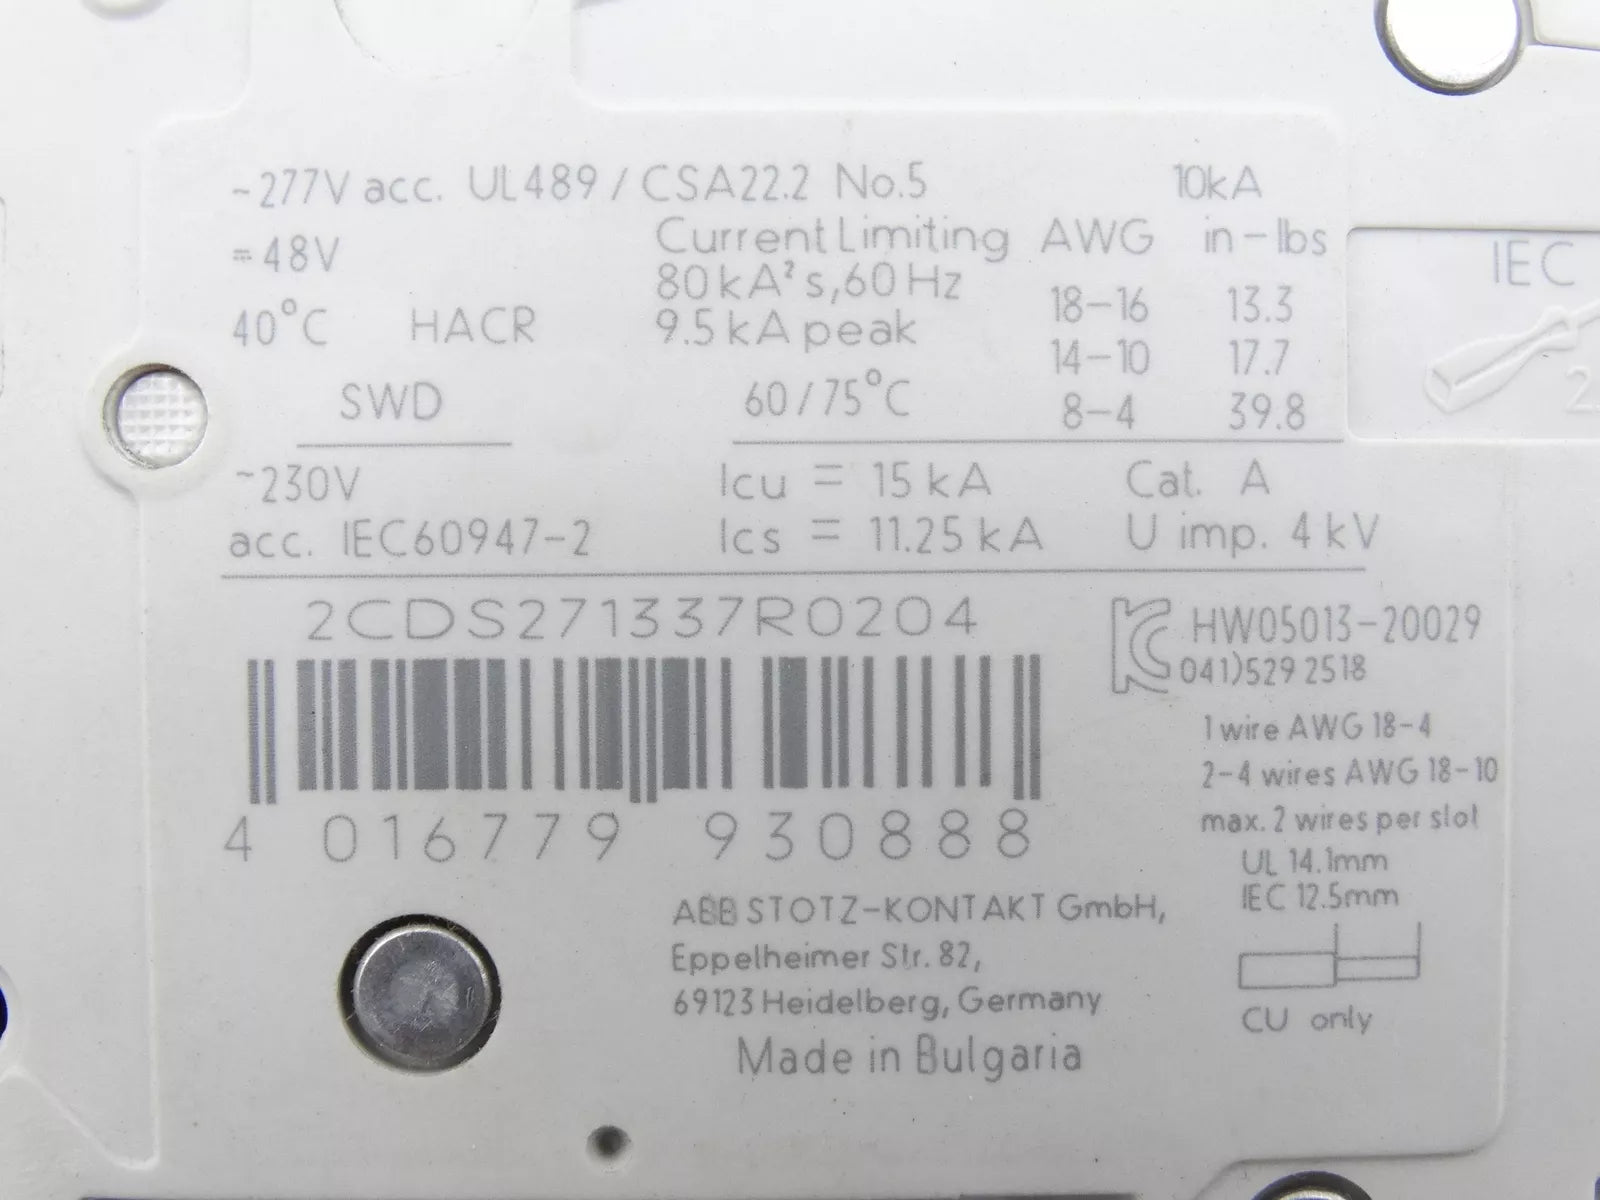 ~277V acc. UL489 / CSA22.2 No.5 10kA
=48V Current Limiting AWG in-lbs
80kA²s,60Hz
40°C HACR 9.5kA peak 18-16 13.3
14-10 17.7
SWD 60/75°C 8-4 39.8
IEC
2.
~230V Icu = 15kA Cat. A
acc. IEC60947-2 Ics = 11.25kA U imp. 4kV
2CDS271337R0204
4 016779 930888
HW05013-20029
041)529 2518
1 wire AWG 18-4
2-4 wires AWG 18-10
max. 2 wires per slot
UL 14.1mm
IEC 12.5mm
CU only
ABB STOTZ-KONTAKT GmbH,
Eppelheimer Str. 82,
69123 Heidelberg, Germany
Made in Bulgaria